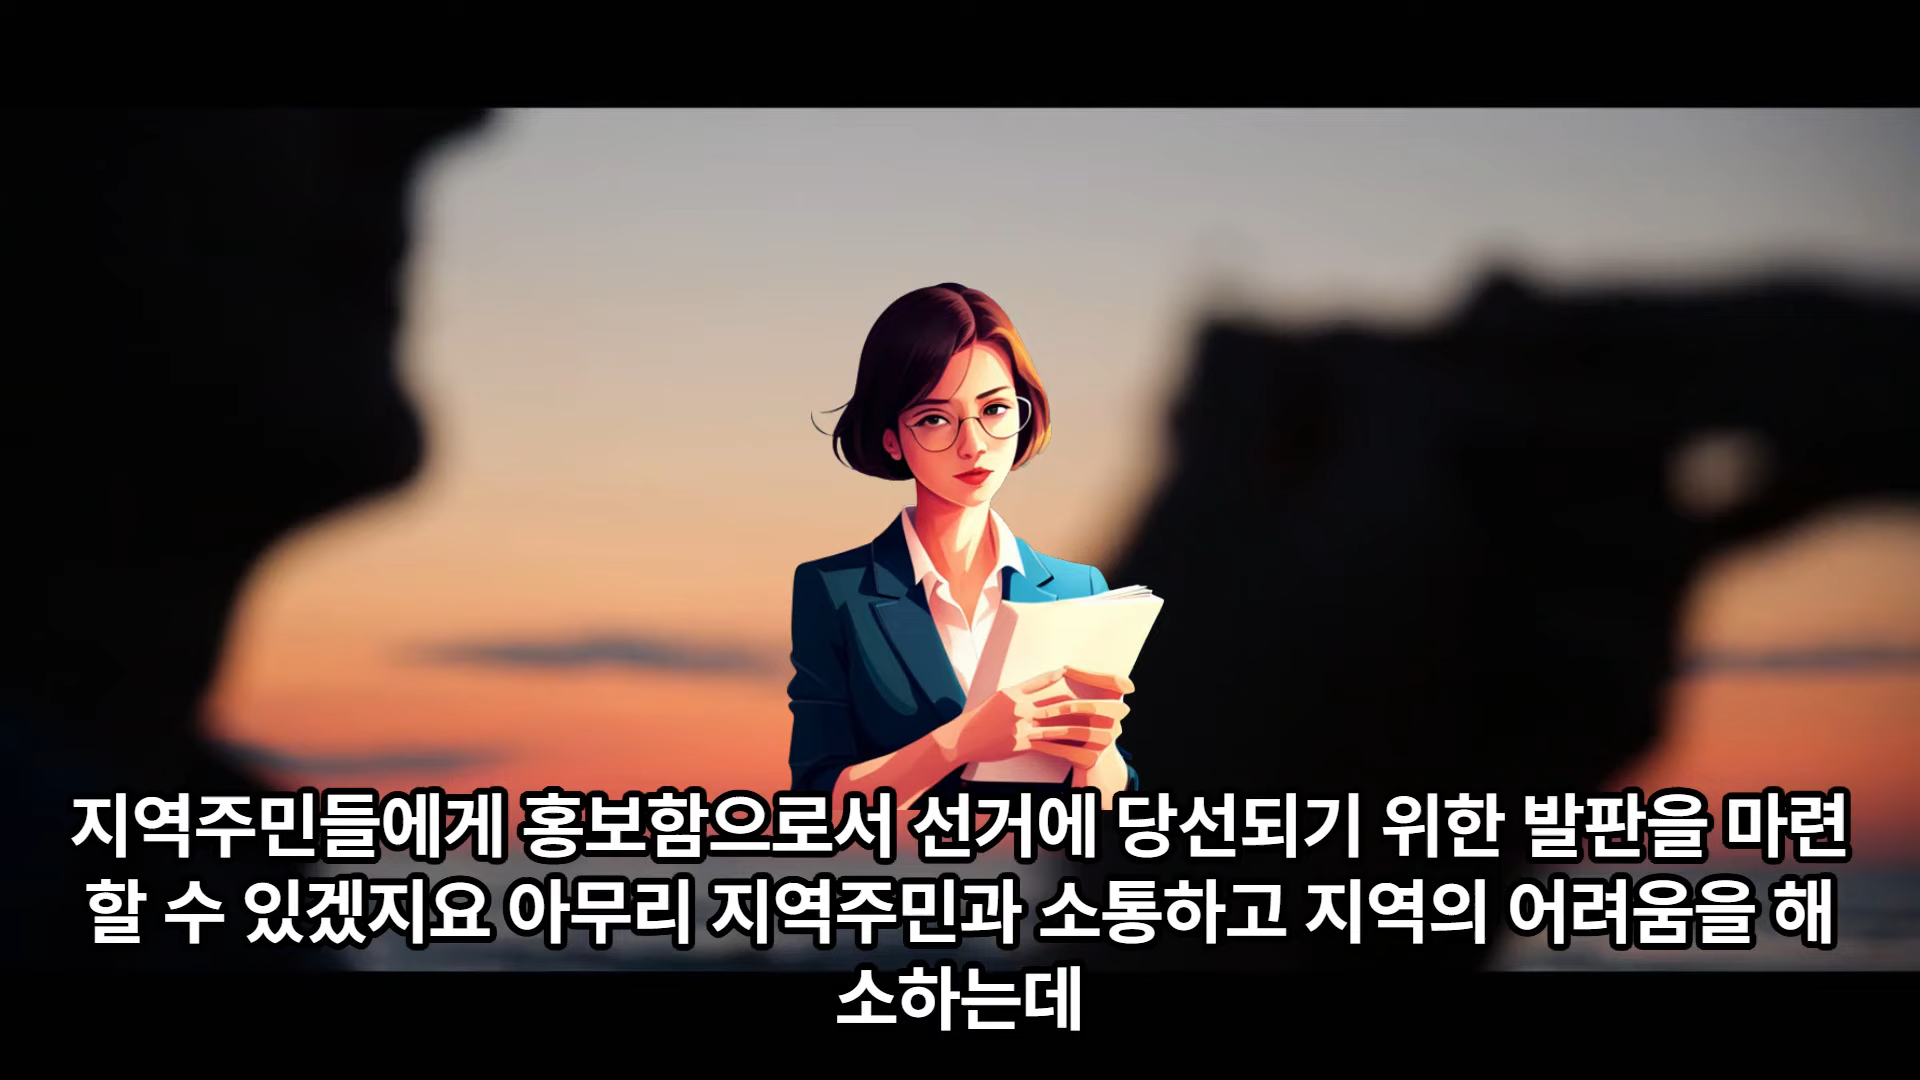 지역주민들에게 홍보함으로서 선거에 당선되기 위한 발판을 마련
할 수 있겠지요 아무리 지역주민과 소통하고 지역의 어려움을 해
소하는데